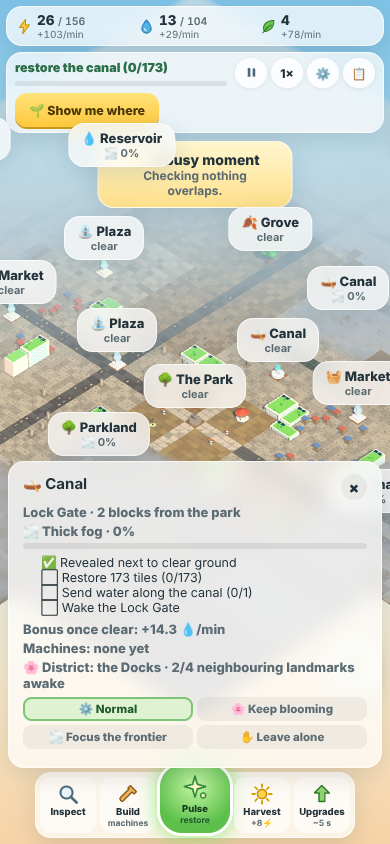 26 / 156
+103/min
13 / 104
+29/min
4
+78/min
restore the canal (0/173)
1×
Show me where
Reservoir
0%
busy moment
Checking nothing
overlaps.
Plaza
clear
Grove
clear
Market
clear
Canal
0%
Plaza
clear
Canal
clear
The Park
clear
Market
clear
Parkland
0%
Canal
Lock Gate · 2 blocks from the park
Thick fog · 0%
Revealed next to clear ground
Restore 173 tiles (0/173)
Send water along the canal (0/1)
Wake the Lock Gate
Bonus once clear: +14.3 💧/min
Machines: none yet
District: the Docks · 2/4 neighbouring landmarks
awake
Normal
Keep blooming
Focus the frontier
Leave alone
Inspect
Build
machines
Pulse
restore
Harvest
+8⚡
Upgrades
~5 s